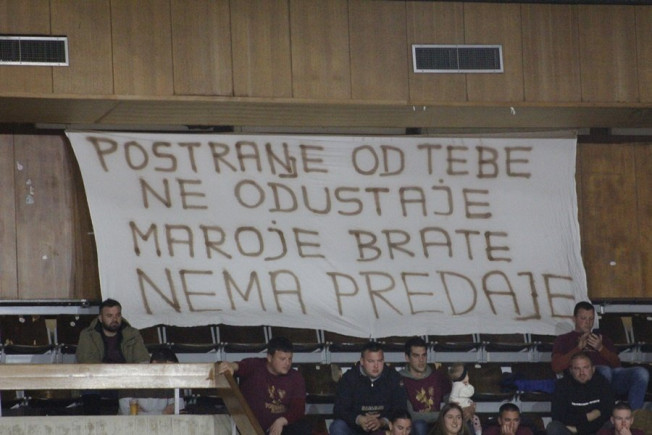 POSTRANJE OD TEBE
NE ODUSTAJE
MAROJE BRATE
NEMA PREDAJE